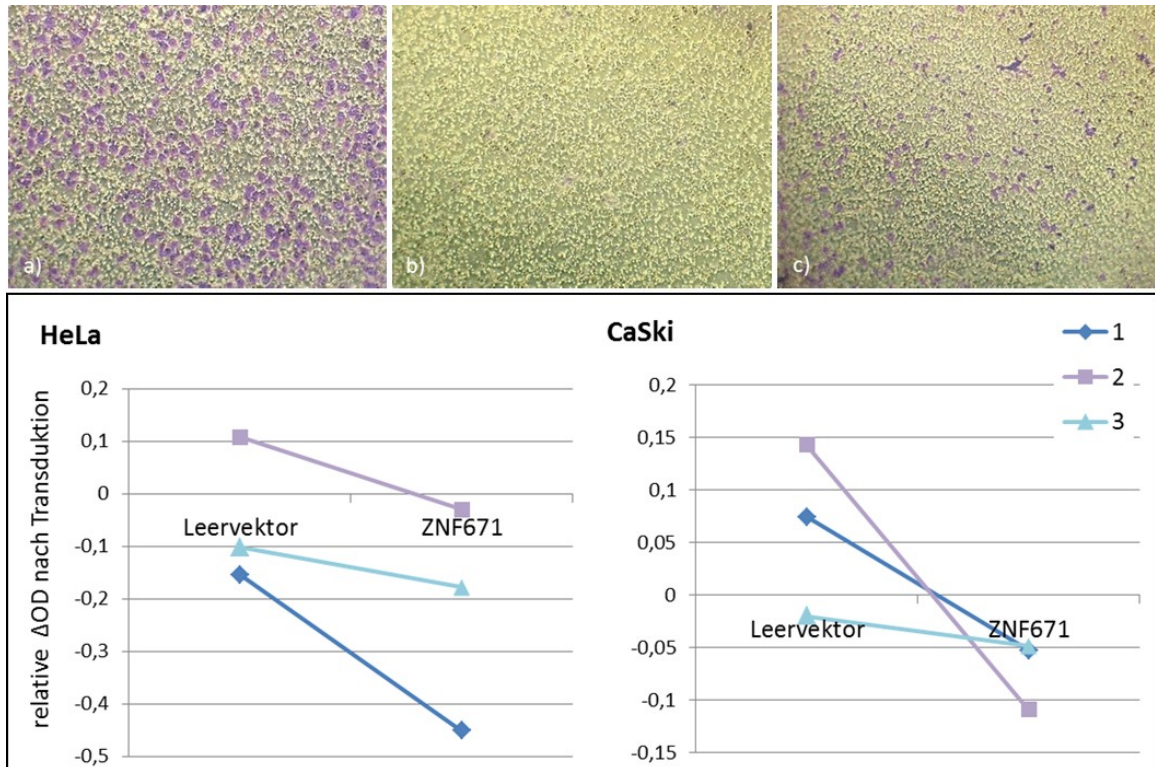 a)
b)
c)
HeLa
relative ΔOD nach Transduktion
0,2
0,1
0
-0,1
-0,2
-0,3
-0,4
-0,5
Leervektor
ZNF671
CaSki
0,2
0,15
0,1
0,05
0
-0,05
-0,1
-0,15
Leervektor
ZNF671
1
2
3